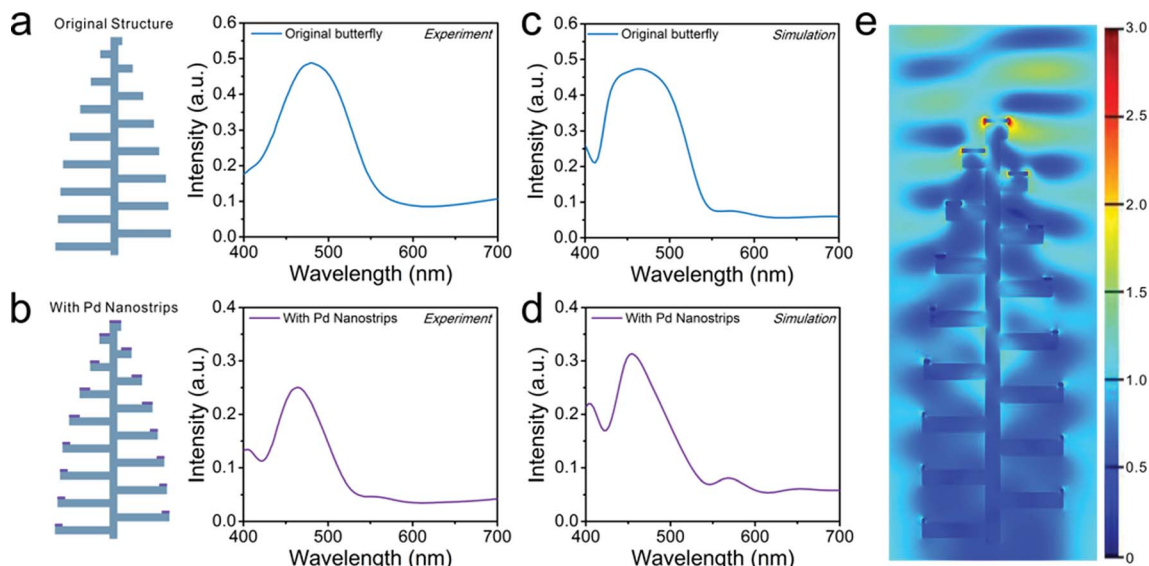 a
Original Structure
Original butterfly
Experiment
Intensity (a.u.)
0.6
0.5
0.4
0.3
0.2
0.1
0.0
400
500
600
700
Wavelength (nm)
c
Original butterfly
Simulation
Intensity (a.u.)
0.6
0.5
0.4
0.3
0.2
0.1
0.0
400
500
600
700
Wavelength (nm)
b
With Pd Nanostrips
With Pd Nanostrips
Experiment
Intensity (a.u.)
0.4
0.3
0.2
0.1
0.0
400
500
600
700
Wavelength (nm)
d
With Pd Nanostrips
Simulation
Intensity (a.u.)
0.4
0.3
0.2
0.1
0.0
400
500
600
700
Wavelength (nm)
e
3.0
2.5
2.0
1.5
1.0
0.5
0